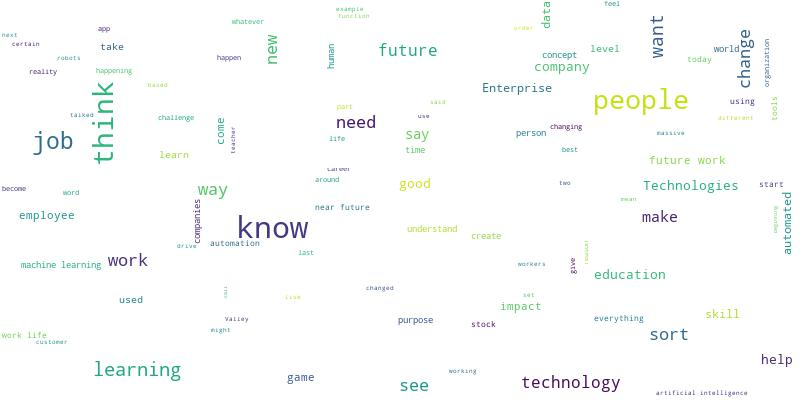 example
function
feel
data
whatever
app
order
next
certain
take
new
human
future
want
change
organization
world
level
concept
company
robots
happen
today
reality
happening
based
Enterprise
people
using
tools
think
talked
challenge
part
said
use
different
job
come
teacher
need
say
person
changing
massive
life
time
best
learn
future work
career
around
good
two
Technologies
start
become
word
way
mean
automated
companies
near future
employee
know
make
understand
create
drive
automation
last
machine learning
work
workers
give
education
changed
used
set
impact
Valley
might
purpose
stock
everything
skill
work life
customer
sort
help
learning
game
see
working
technology
artificial intelligence